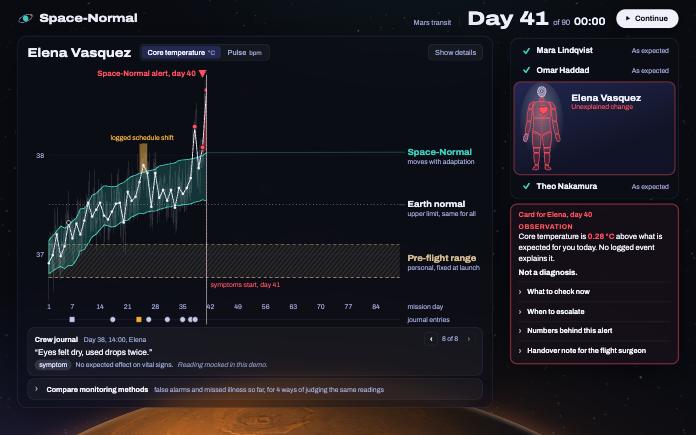 Space-Normal
Mars transit
Day 41 of 90 00:00
Continue
Elena Vasquez
Core temperature °C
Pulse bpm
Show details
Space-Normal alert, day 40
logged schedule shift
38
37
Space-Normal
moves with adaptation
Earth normal
upper limit, same for all
Pre-flight range
personal, fixed at launch
symptoms start, day 41
1 7 14 21 28 35 42 49 56 63 70 77 84 mission day
journal entries
Crew journal Day 38, 14:00, Elena
8 of 8
“Eyes felt dry, used drops twice.”
symptom No expected effect on vital signs. Reading mocked in this demo.
Compare monitoring methods false alarms and missed illness so far, for 4 ways of judging the same readings
Mara Lindqvist As expected
Omar Haddad As expected
Elena Vasquez
Unexplained change
Theo Nakamura As expected
Card for Elena, day 40
OBSERVATION
Core temperature is 0.28 °C above what is
expected for you today. No logged event
explains it.
Not a diagnosis.
What to check now
When to escalate
Numbers behind this alert
Handover note for the flight surgeon